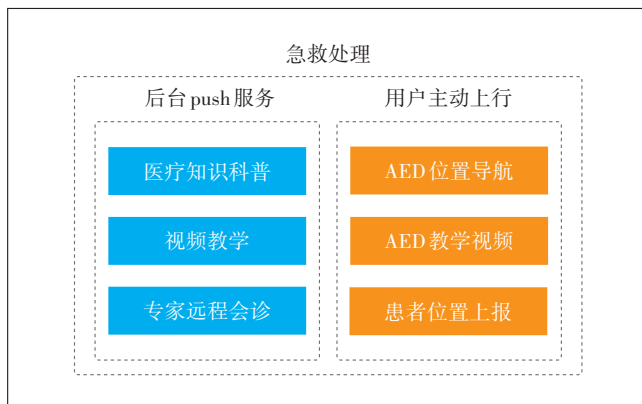 急救处理
后台push服务
医疗知识科普
视频教学
专家远程会诊
用户主动上行
AED位置导航
AED教学视频
患者位置上报